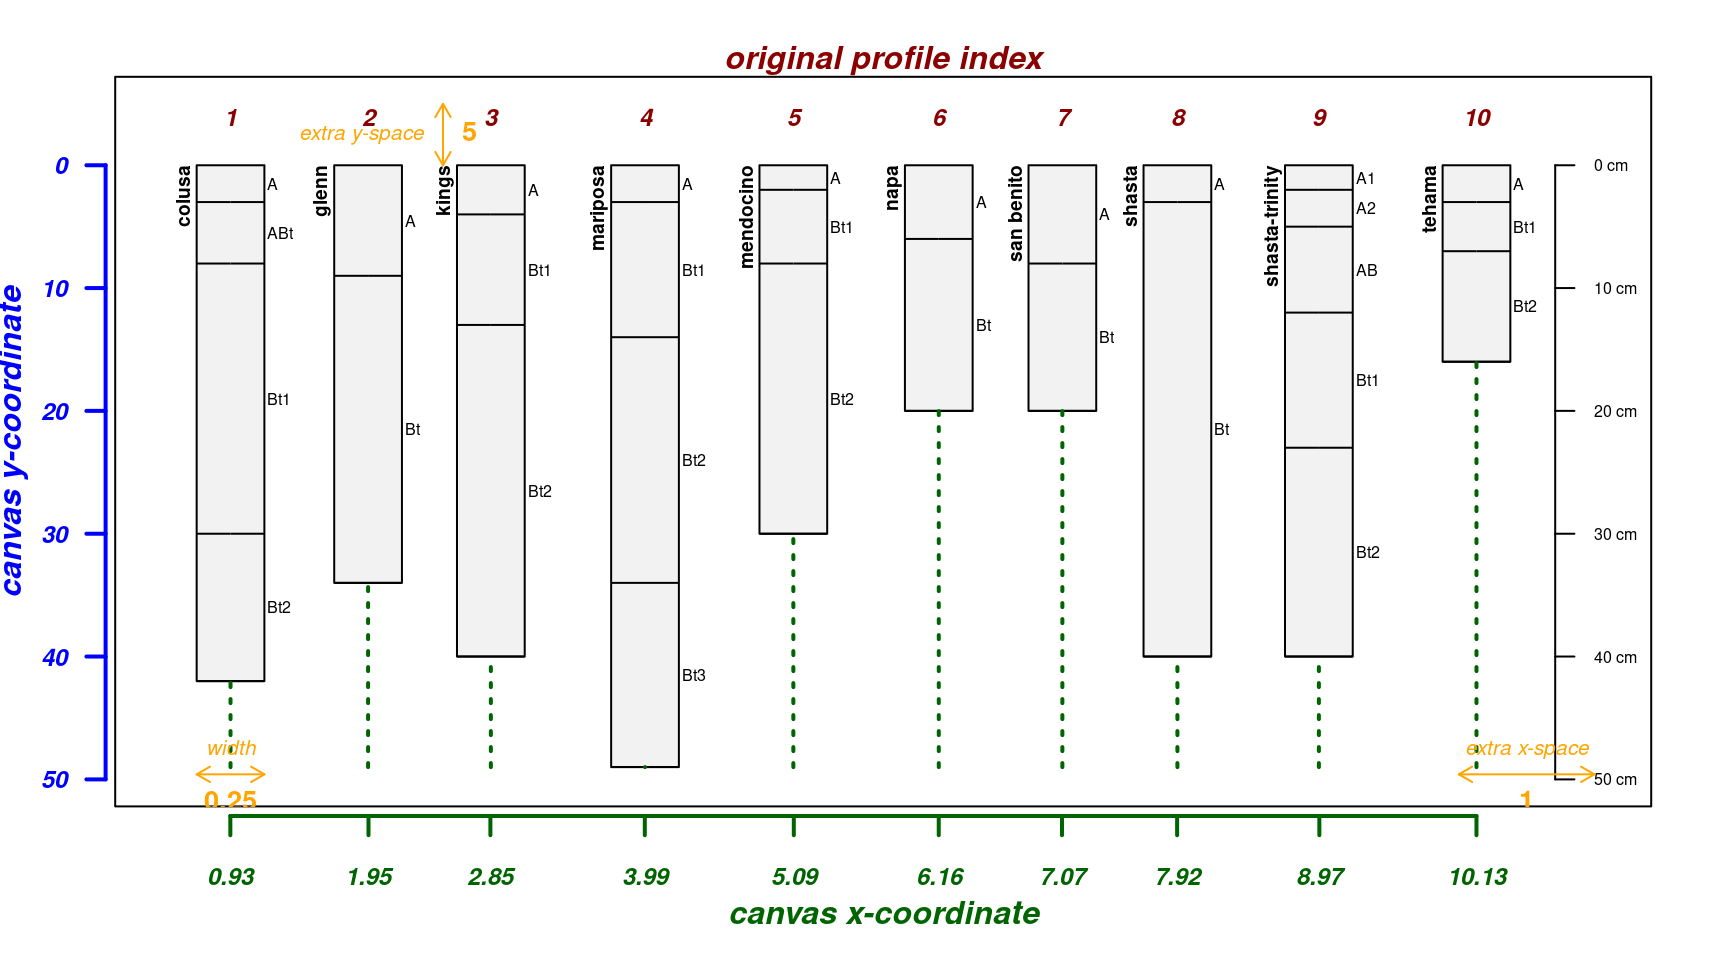 original profile index
1 2 3 4 5 6 7 8 9 10
extra y-space 5
canvas y-coordinate
0
10
20
30
40
50
colusa
A
ABt
Bt1
Bt2
glenn
A
Bt
kings
A
Bt1
Bt2
mariposa
A
Bt1
Bt2
Bt3
mendocino
A
Bt1
Bt2
napa
A
Bt
san benito
A
Bt
shasta
A
Bt
shasta-trinity
A1
A2
AB
Bt1
Bt2
tehama
A
Bt1
Bt2
0 cm
10 cm
20 cm
30 cm
40 cm
50 cm
width
0.25
extra x-space
1
0.93 1.95 2.85 3.99 5.09 6.16 7.07 7.92 8.97 10.13
canvas x-coordinate